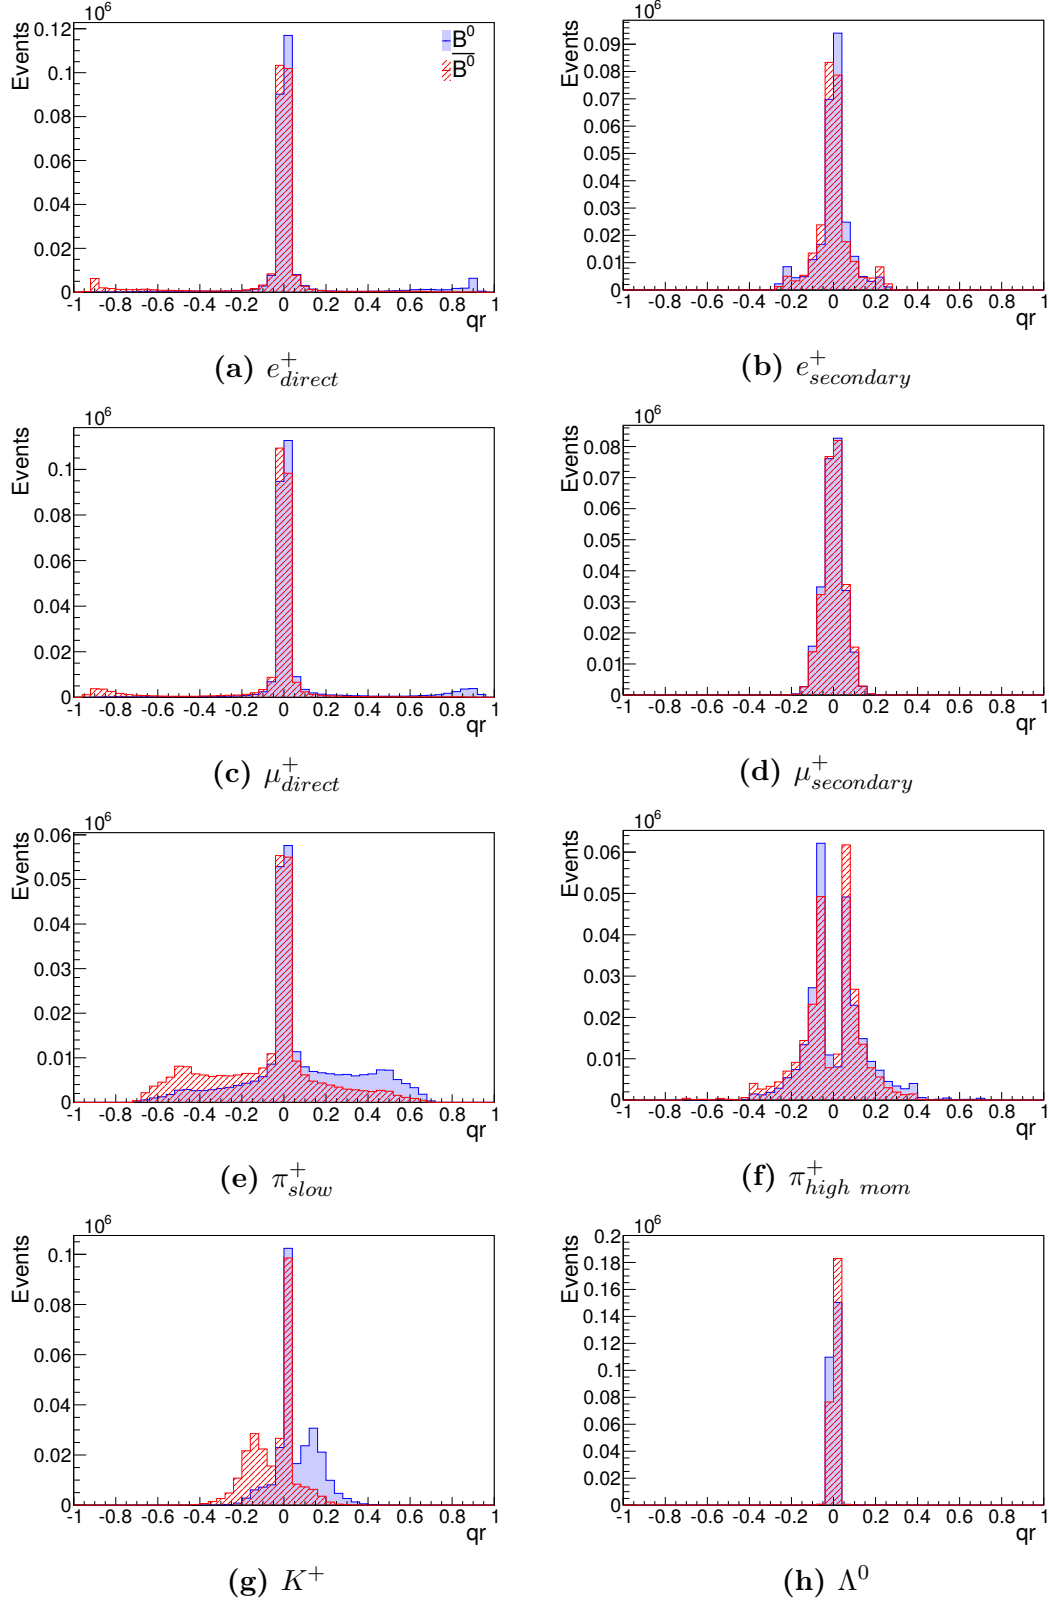 10⁶
Events
0.12
0.1
0.08
0.06
0.04
0.02
0
B⁰
B̅⁰
-1 -0.8 -0.6 -0.4 -0.2 0 0.2 0.4 0.6 0.8 1
qr
(a) e⁺direct
10⁶
Events
0.09
0.08
0.07
0.06
0.05
0.04
0.03
0.02
0.01
0
-1 -0.8 -0.6 -0.4 -0.2 0 0.2 0.4 0.6 0.8 1
qr
(b) e⁺secondary
10⁶
Events
0.1
0.08
0.06
0.04
0.02
0
-1 -0.8 -0.6 -0.4 -0.2 0 0.2 0.4 0.6 0.8 1
qr
(c) μ⁺direct
10⁶
Events
0.08
0.07
0.06
0.05
0.04
0.03
0.02
0.01
0
-1 -0.8 -0.6 -0.4 -0.2 0 0.2 0.4 0.6 0.8 1
qr
(d) μ⁺secondary
10⁶
Events
0.06
0.05
0.04
0.03
0.02
0.01
0
-1 -0.8 -0.6 -0.4 -0.2 0 0.2 0.4 0.6 0.8 1
qr
(e) π⁺slow
10⁶
Events
0.06
0.05
0.04
0.03
0.02
0.01
0
-1 -0.8 -0.6 -0.4 -0.2 0 0.2 0.4 0.6 0.8 1
qr
(f) π⁺high mom
10⁶
Events
0.1
0.08
0.06
0.04
0.02
0
-1 -0.8 -0.6 -0.4 -0.2 0 0.2 0.4 0.6 0.8 1
qr
(g) K⁺
10⁶
Events
0.2
0.18
0.16
0.14
0.12
0.1
0.08
0.06
0.04
0.02
0
-1 -0.8 -0.6 -0.4 -0.2 0 0.2 0.4 0.6 0.8 1
qr
(h) Λ⁰